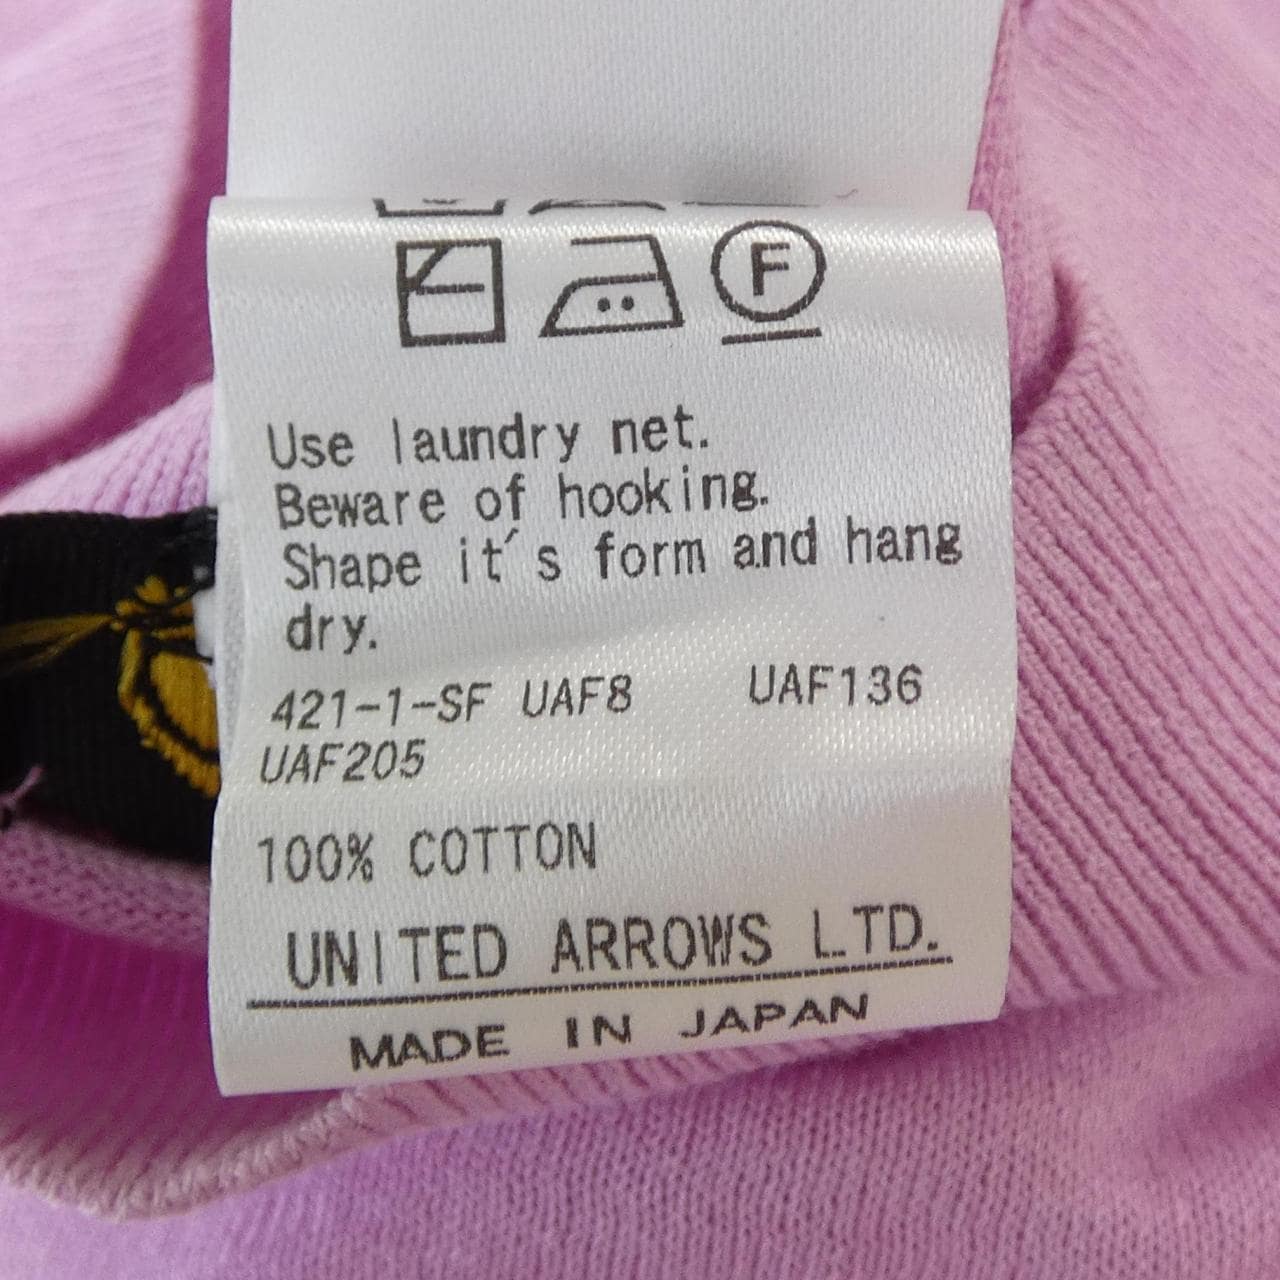 F
Use laundry net.
Beware of hooking.
Shape it´s form and hang
dry.
421-1-SF UAF8 UAF136
UAF205
100% COTTON
UNITED ARROWS LTD.
MADE IN JAPAN